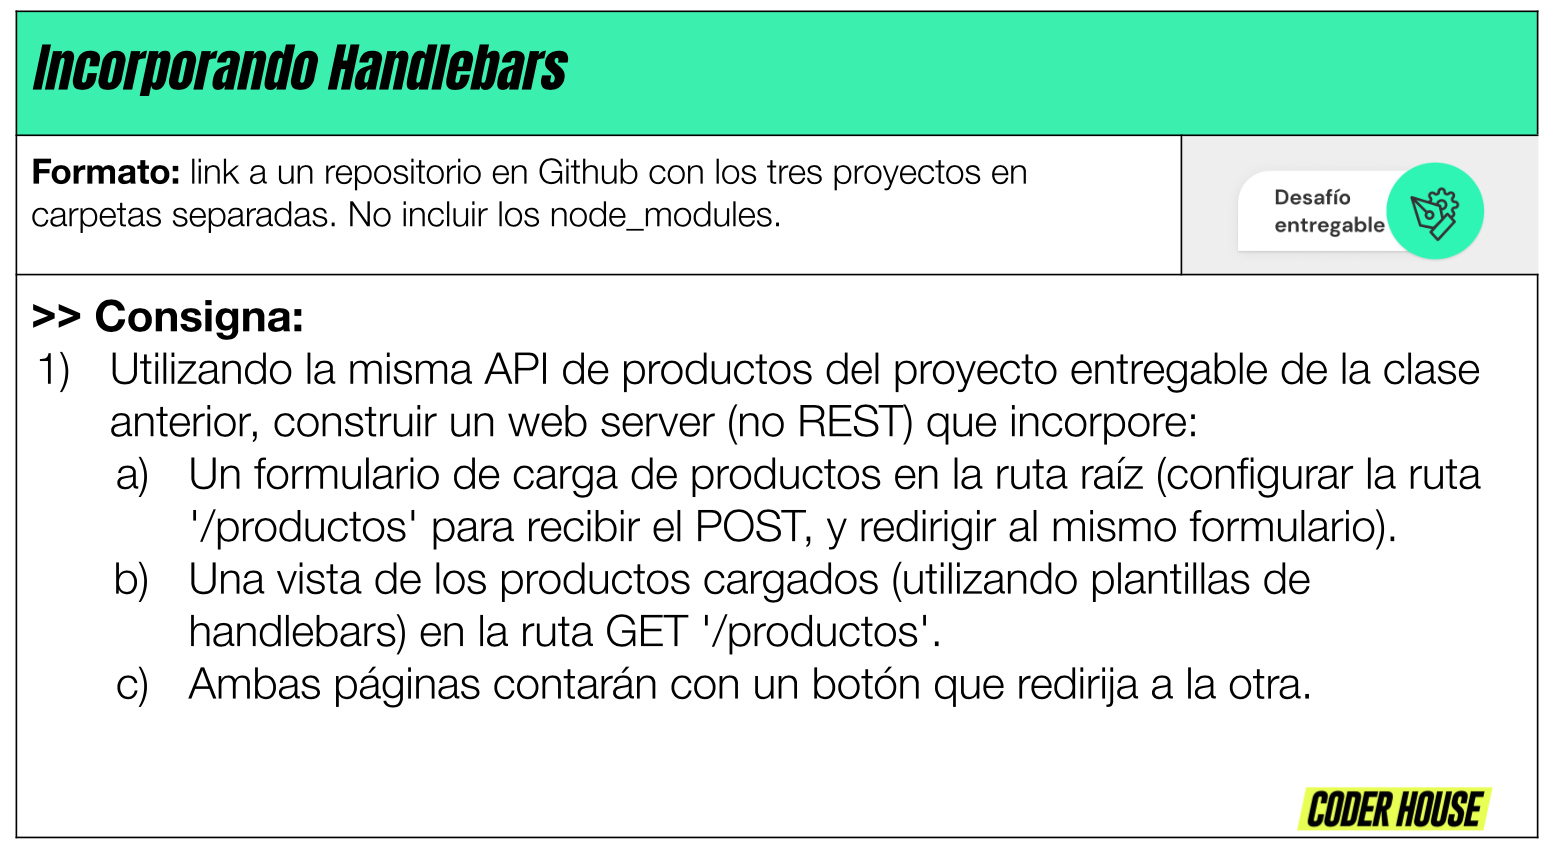 Incorporando Handlebars
Formato: link a un repositorio en Github con los tres proyectos en
carpetas separadas. No incluir los node_modules.
Desafío
entregable
>> Consigna:
1) Utilizando la misma API de productos del proyecto entregable de la clase
anterior, construir un web server (no REST) que incorpore:
a) Un formulario de carga de productos en la ruta raíz (configurar la ruta
'/productos' para recibir el POST, y redirigir al mismo formulario).
b) Una vista de los productos cargados (utilizando plantillas de
handlebars) en la ruta GET '/productos'.
c) Ambas páginas contarán con un botón que redirija a la otra.
CODER HOUSE